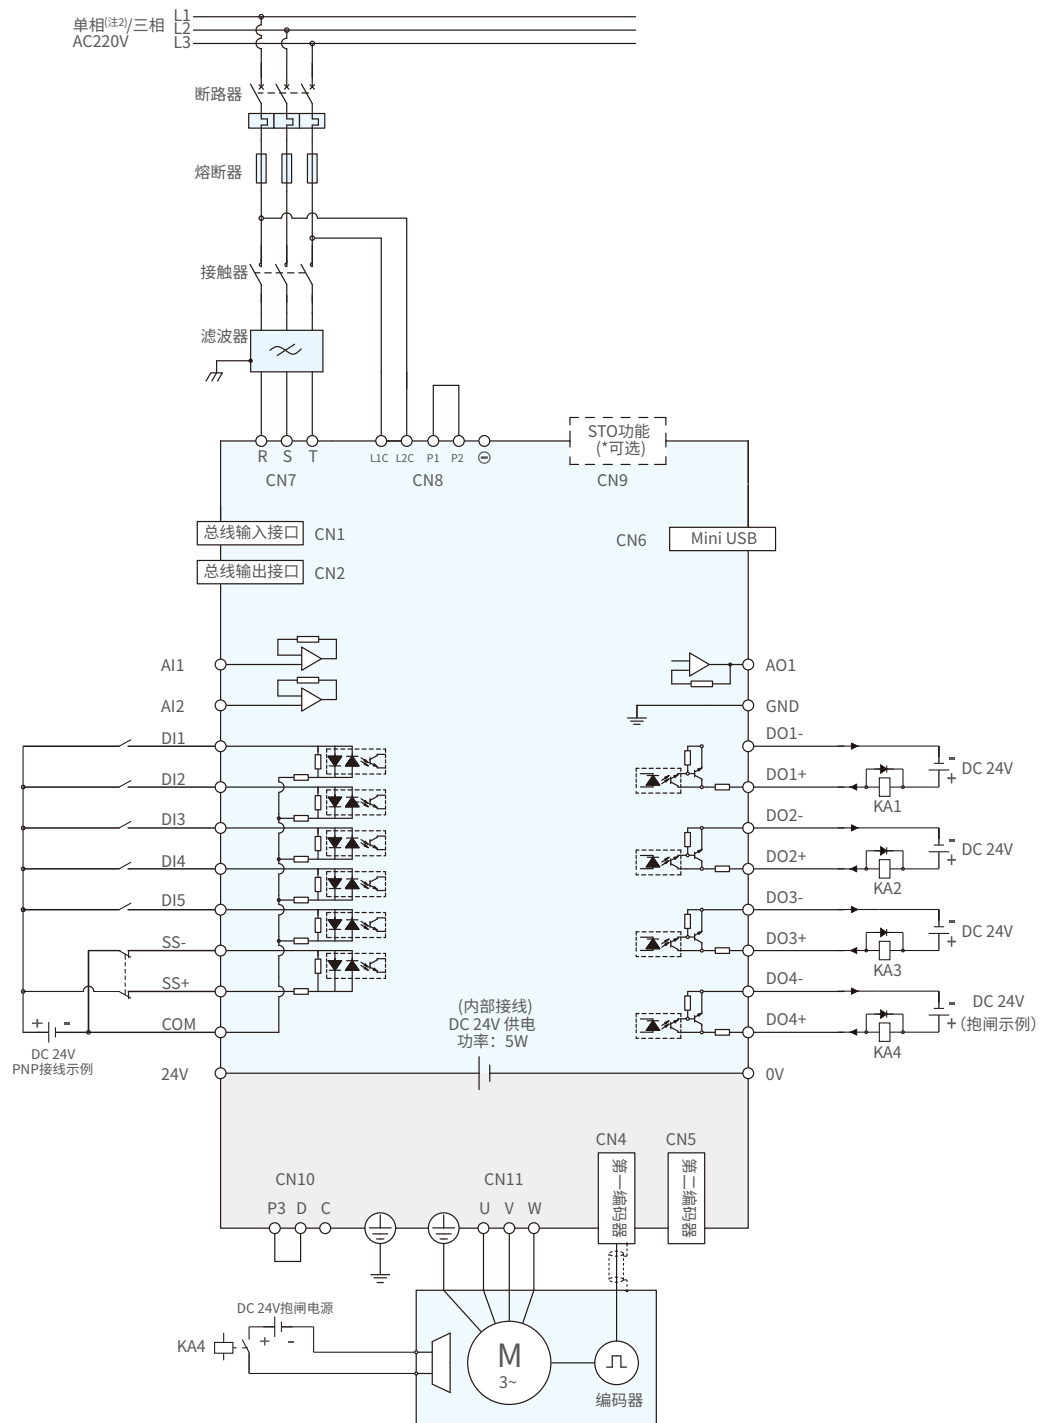 单相(注2)/三相
AC220V
L1
L2
L3
断路器
熔断器
接触器
滤波器
R S T
L1C L2C P1 P2
CN7
CN8
STO功能
(*可选)
CN9
总线输入接口 CN1
CN6 Mini USB
总线输出接口 CN2
AI1
AO1
AI2
GND
DI1
DO1-
DI2
DO1+
- DC 24V
+
KA1
DI3
DO2-
DI4
DO2+
- DC 24V
+
KA2
DI5
DO3-
SS-
DO3+
- DC 24V
+
KA3
SS+
DO4-
COM
DO4+
- DC 24V
+ (抱闸示例)
KA4
+ -
DC 24V
PNP接线示例
(内部接线)
DC 24V 供电
功率：5W
24V
0V
CN4 CN5
第一编码器
第二编码器
CN10
CN11
P3 D C
U V W
DC 24V抱闸电源
KA4
+ -
M
3~
编码器